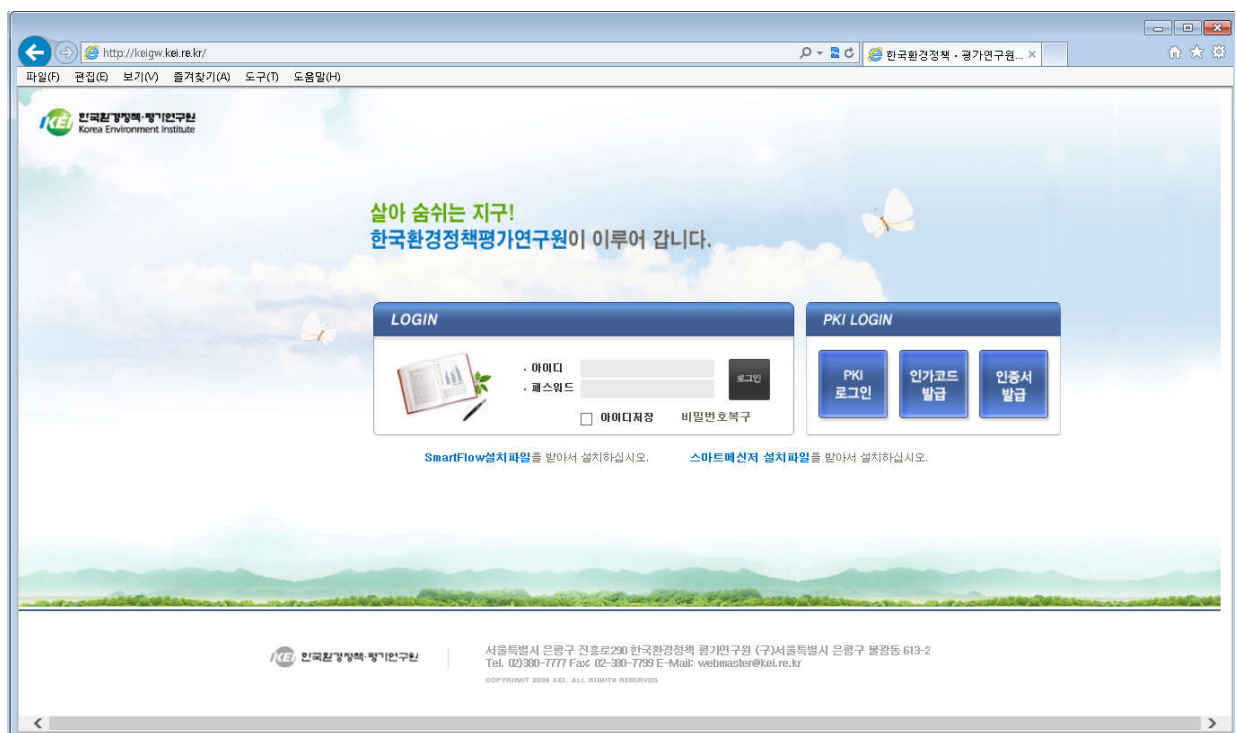 http://keigw.kei.re.kr/
한국환경정책 · 평가연구원...
파일(F) 편집(E) 보기(V) 즐겨찾기(A) 도구(T) 도움말(H)
KEI 한국환경정책·평가연구원
Korea Environment Institute
살아 숨쉬는 지구!
한국환경정책평가연구원이 이루어 갑니다.
LOGIN
· 아이디
· 패스워드
로그인
아이디저장 비밀번호복구
PKI LOGIN
PKI 로그인
인가코드 발급
인증서 발급
SmartFlow설치파일을 받아서 설치하십시오. 스마트메신저 설치파일을 받아서 설치하십시오.
KEI 한국환경정책·평가연구원
서울특별시 은평구 진흥로290 한국환경정책 평가연구원 (구)서울특별시 은평구 불광동 613-2
Tel. 02)380-7777 Fax: 02-380-7799 E-Mail: webmaster@kei.re.kr
COPYRIGHT 2008 KEI. ALL RIGHTS RESERVED